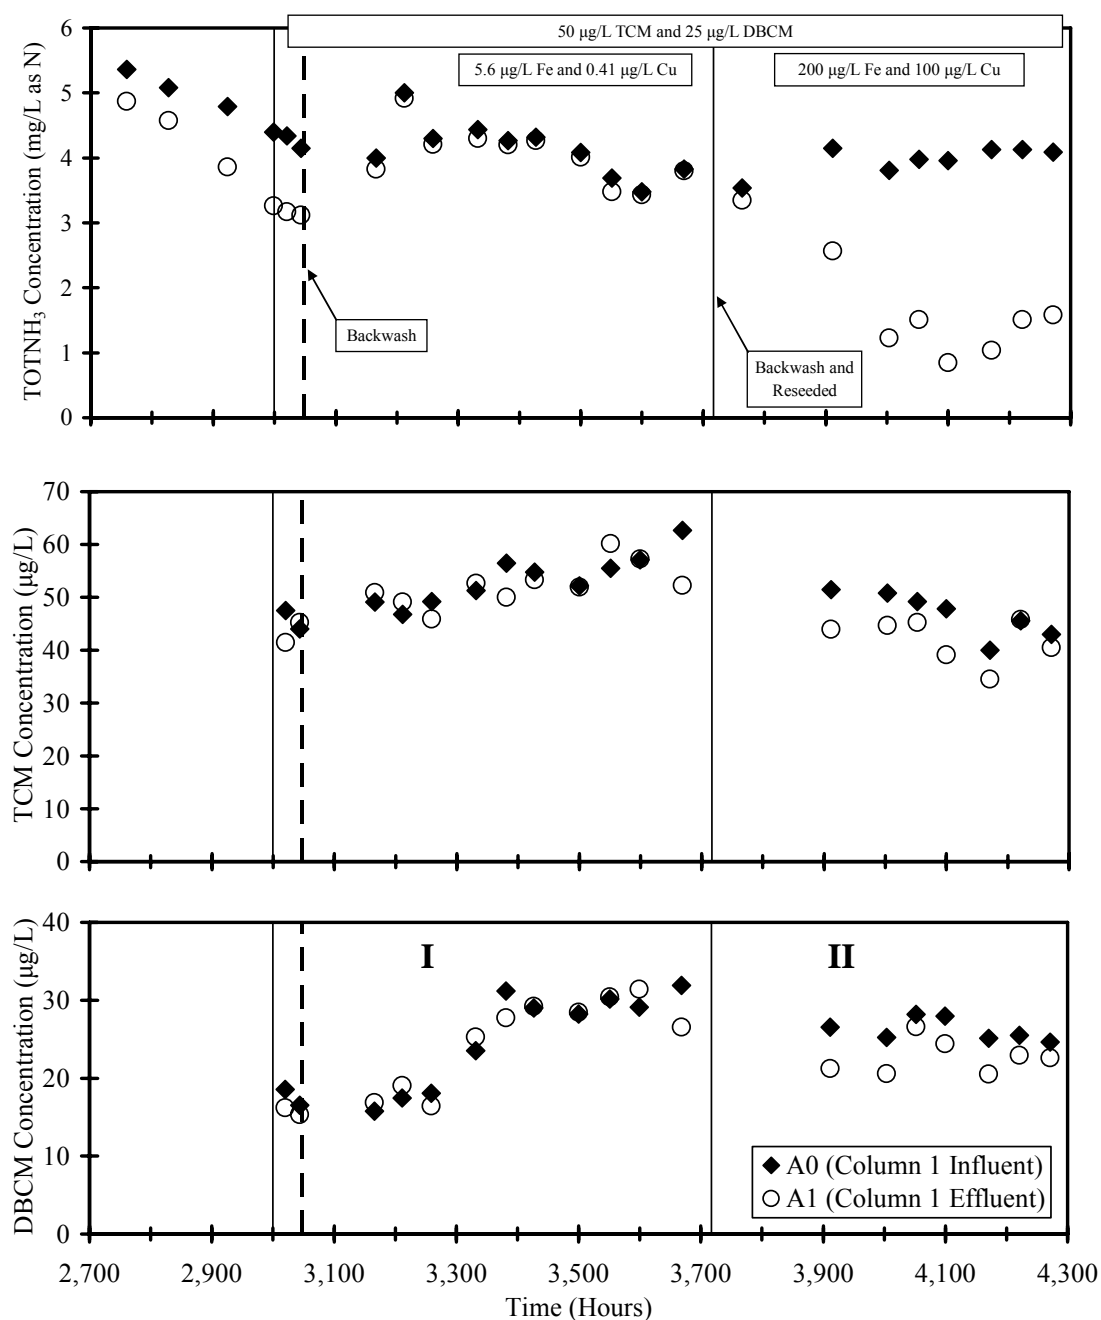 50 μg/L TCM and 25 μg/L DBCM
5.6 μg/L Fe and 0.41 μg/L Cu
200 μg/L Fe and 100 μg/L Cu
TOTNH₃ Concentration (mg/L as N)
6
5
4
3
2
1
0
Backwash
Backwash and
Reseeded
TCM Concentration (μg/L)
70
60
50
40
30
20
10
0
DBCM Concentration (μg/L)
40
30
20
10
0
I
II
A0 (Column 1 Influent)
A1 (Column 1 Effluent)
2,700
2,900
3,100
3,300
3,500
3,700
3,900
4,100
4,300
Time (Hours)